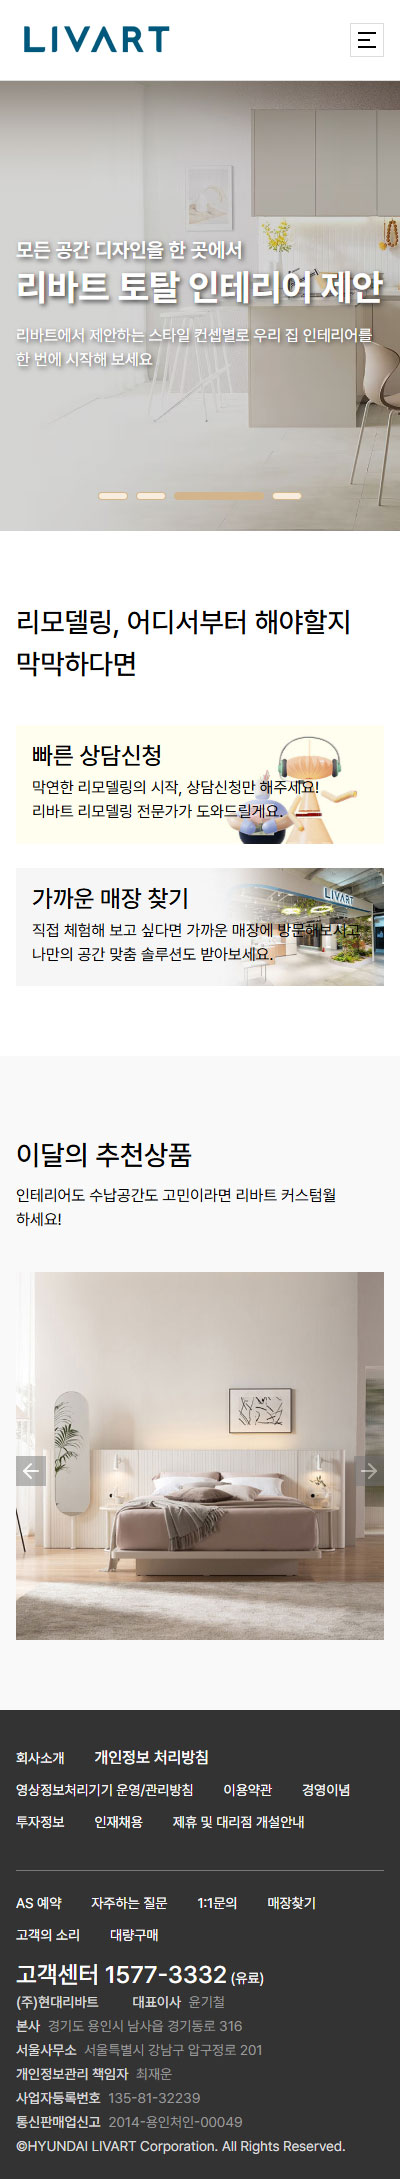 LIVART
모든 공간 디자인을 한 곳에서
리바트 토탈 인테리어 제안
리바트에서 제안하는 스타일 컨셉별로 우리 집 인테리어를
한 번에 시작해 보세요
리모델링, 어디서부터 해야할지
막막하다면
빠른 상담신청
막연한 리모델링의 시작, 상담신청만 해주세요!
리바트 리모델링 전문가가 도와드릴게요.
가까운 매장 찾기
LIVART
직접 체험해 보고 싶다면 가까운 매장에 방문해보시고
나만의 공간 맞춤 솔루션도 받아보세요.
이달의 추천상품
인테리어도 수납공간도 고민이라면 리바트 커스텀월
하세요!
회사소개 개인정보 처리방침
영상정보처리기기 운영/관리방침 이용약관 경영이념
투자정보 인재채용 제휴 및 대리점 개설안내
AS 예약 자주하는 질문 1:1문의 매장찾기
고객의 소리 대량구매
고객센터 1577-3332 (유료)
(주)현대리바트 대표이사 윤기철
본사 경기도 용인시 남사읍 경기동로 316
서울사무소 서울특별시 강남구 압구정로 201
개인정보관리 책임자 최재운
사업자등록번호 135-81-32239
통신판매업신고 2014-용인처인-00049
©HYUNDAI LIVART Corporation. All Rights Reserved.